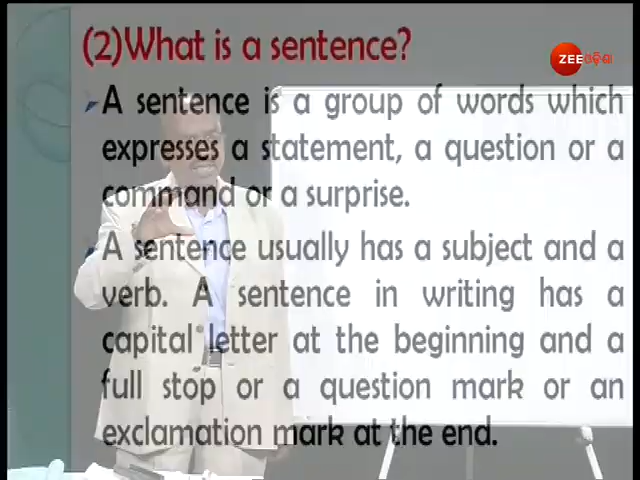 (2)What is a sentence?
ZEE ଓଡ଼ିଶା
A sentence is a group of words which
expresses a statement, a question or a
command or a surprise.
A sentence usually has a subject and a
verb. A sentence in writing has a
capital letter at the beginning and a
full stop or a question mark or an
exclamation mark at the end.